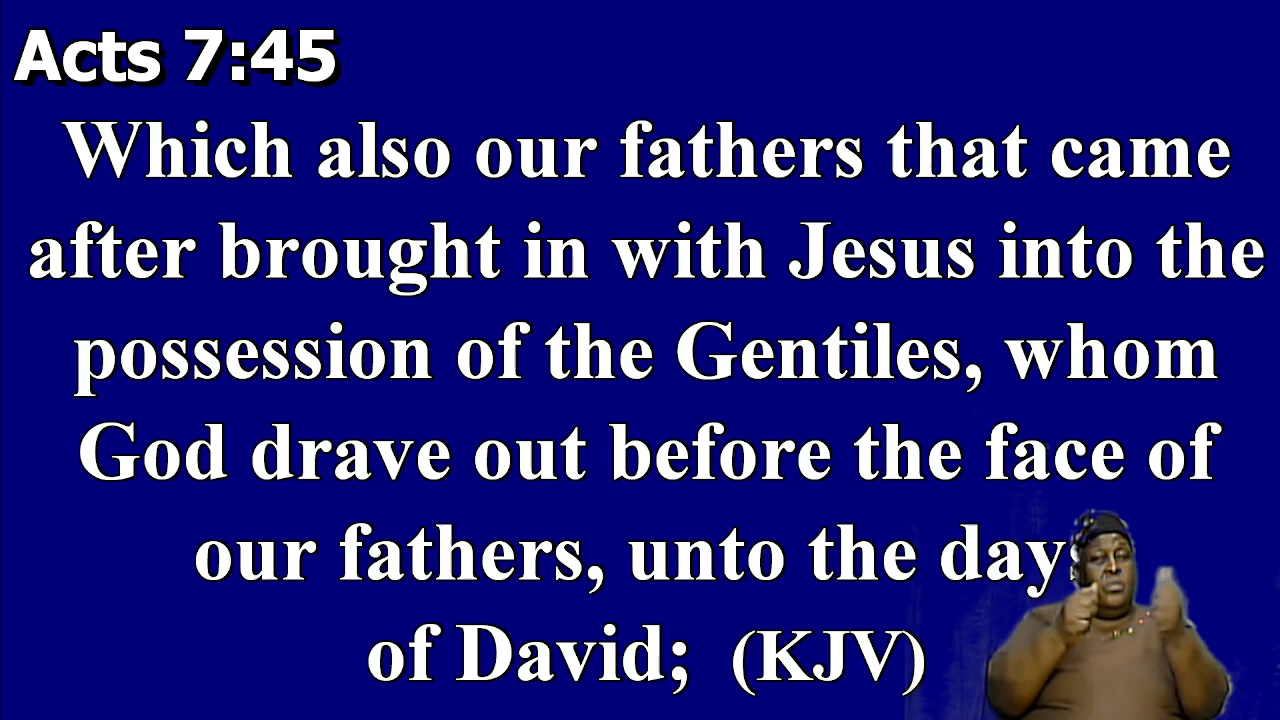 Acts 7:45
Which also our fathers that came
after brought in with Jesus into the
possession of the Gentiles, whom
God drave out before the face of
our fathers, unto the days
of David; (KJV)